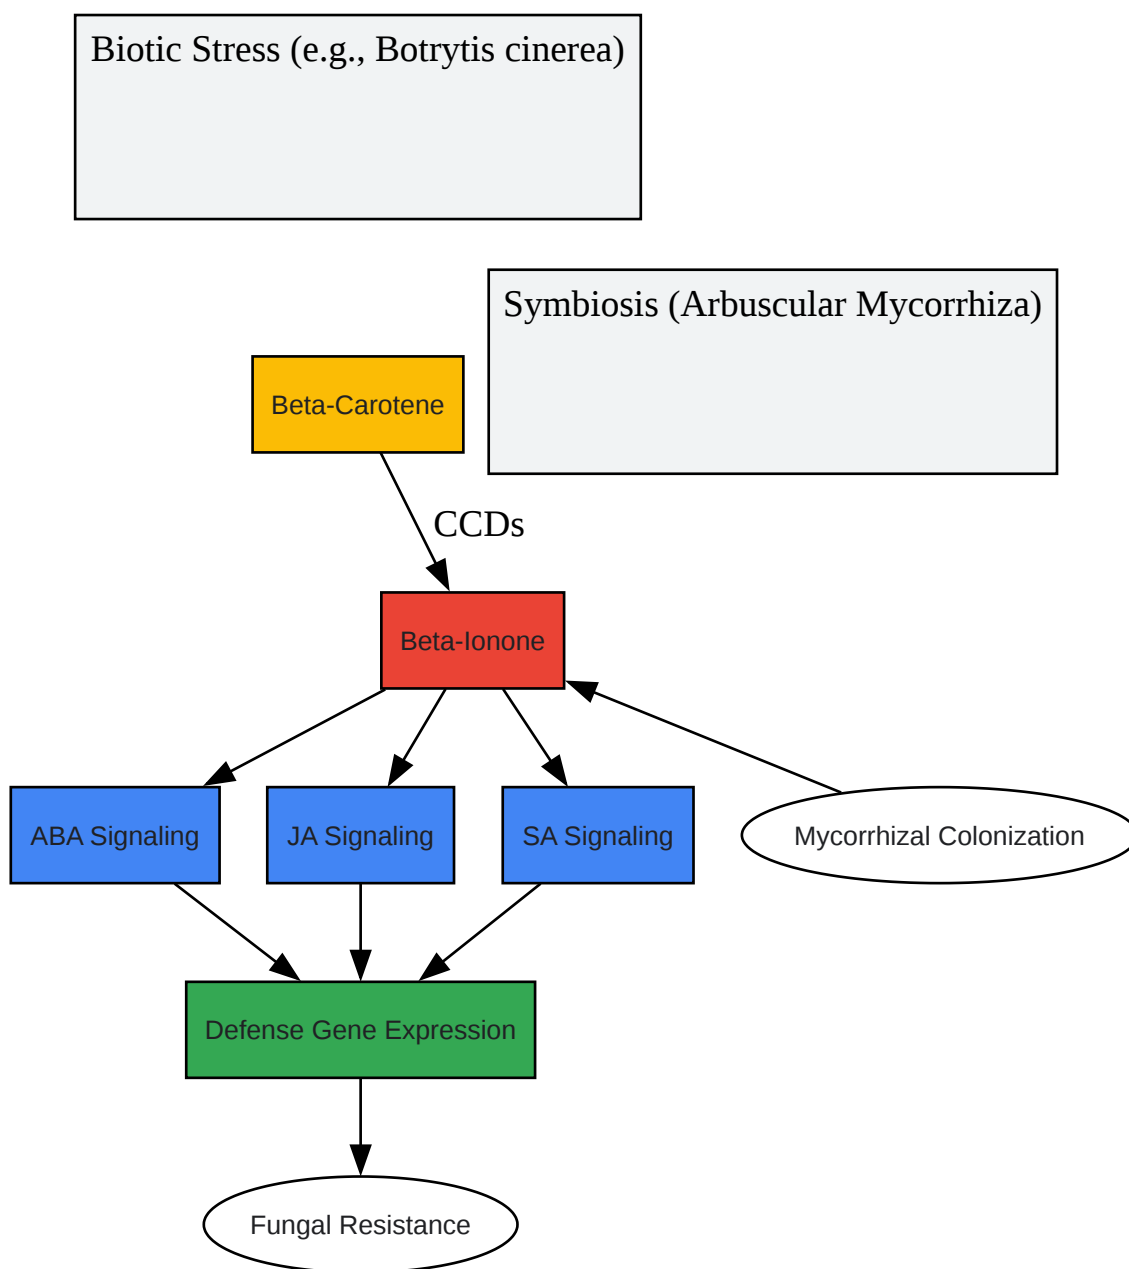 Biotic Stress (e.g., Botrytis cinerea)
Symbiosis (Arbuscular Mycorrhiza)
Beta-Carotene
CCDs
Beta-Ionone
ABA Signaling
JA Signaling
SA Signaling
Mycorrhizal Colonization
Defense Gene Expression
Fungal Resistance